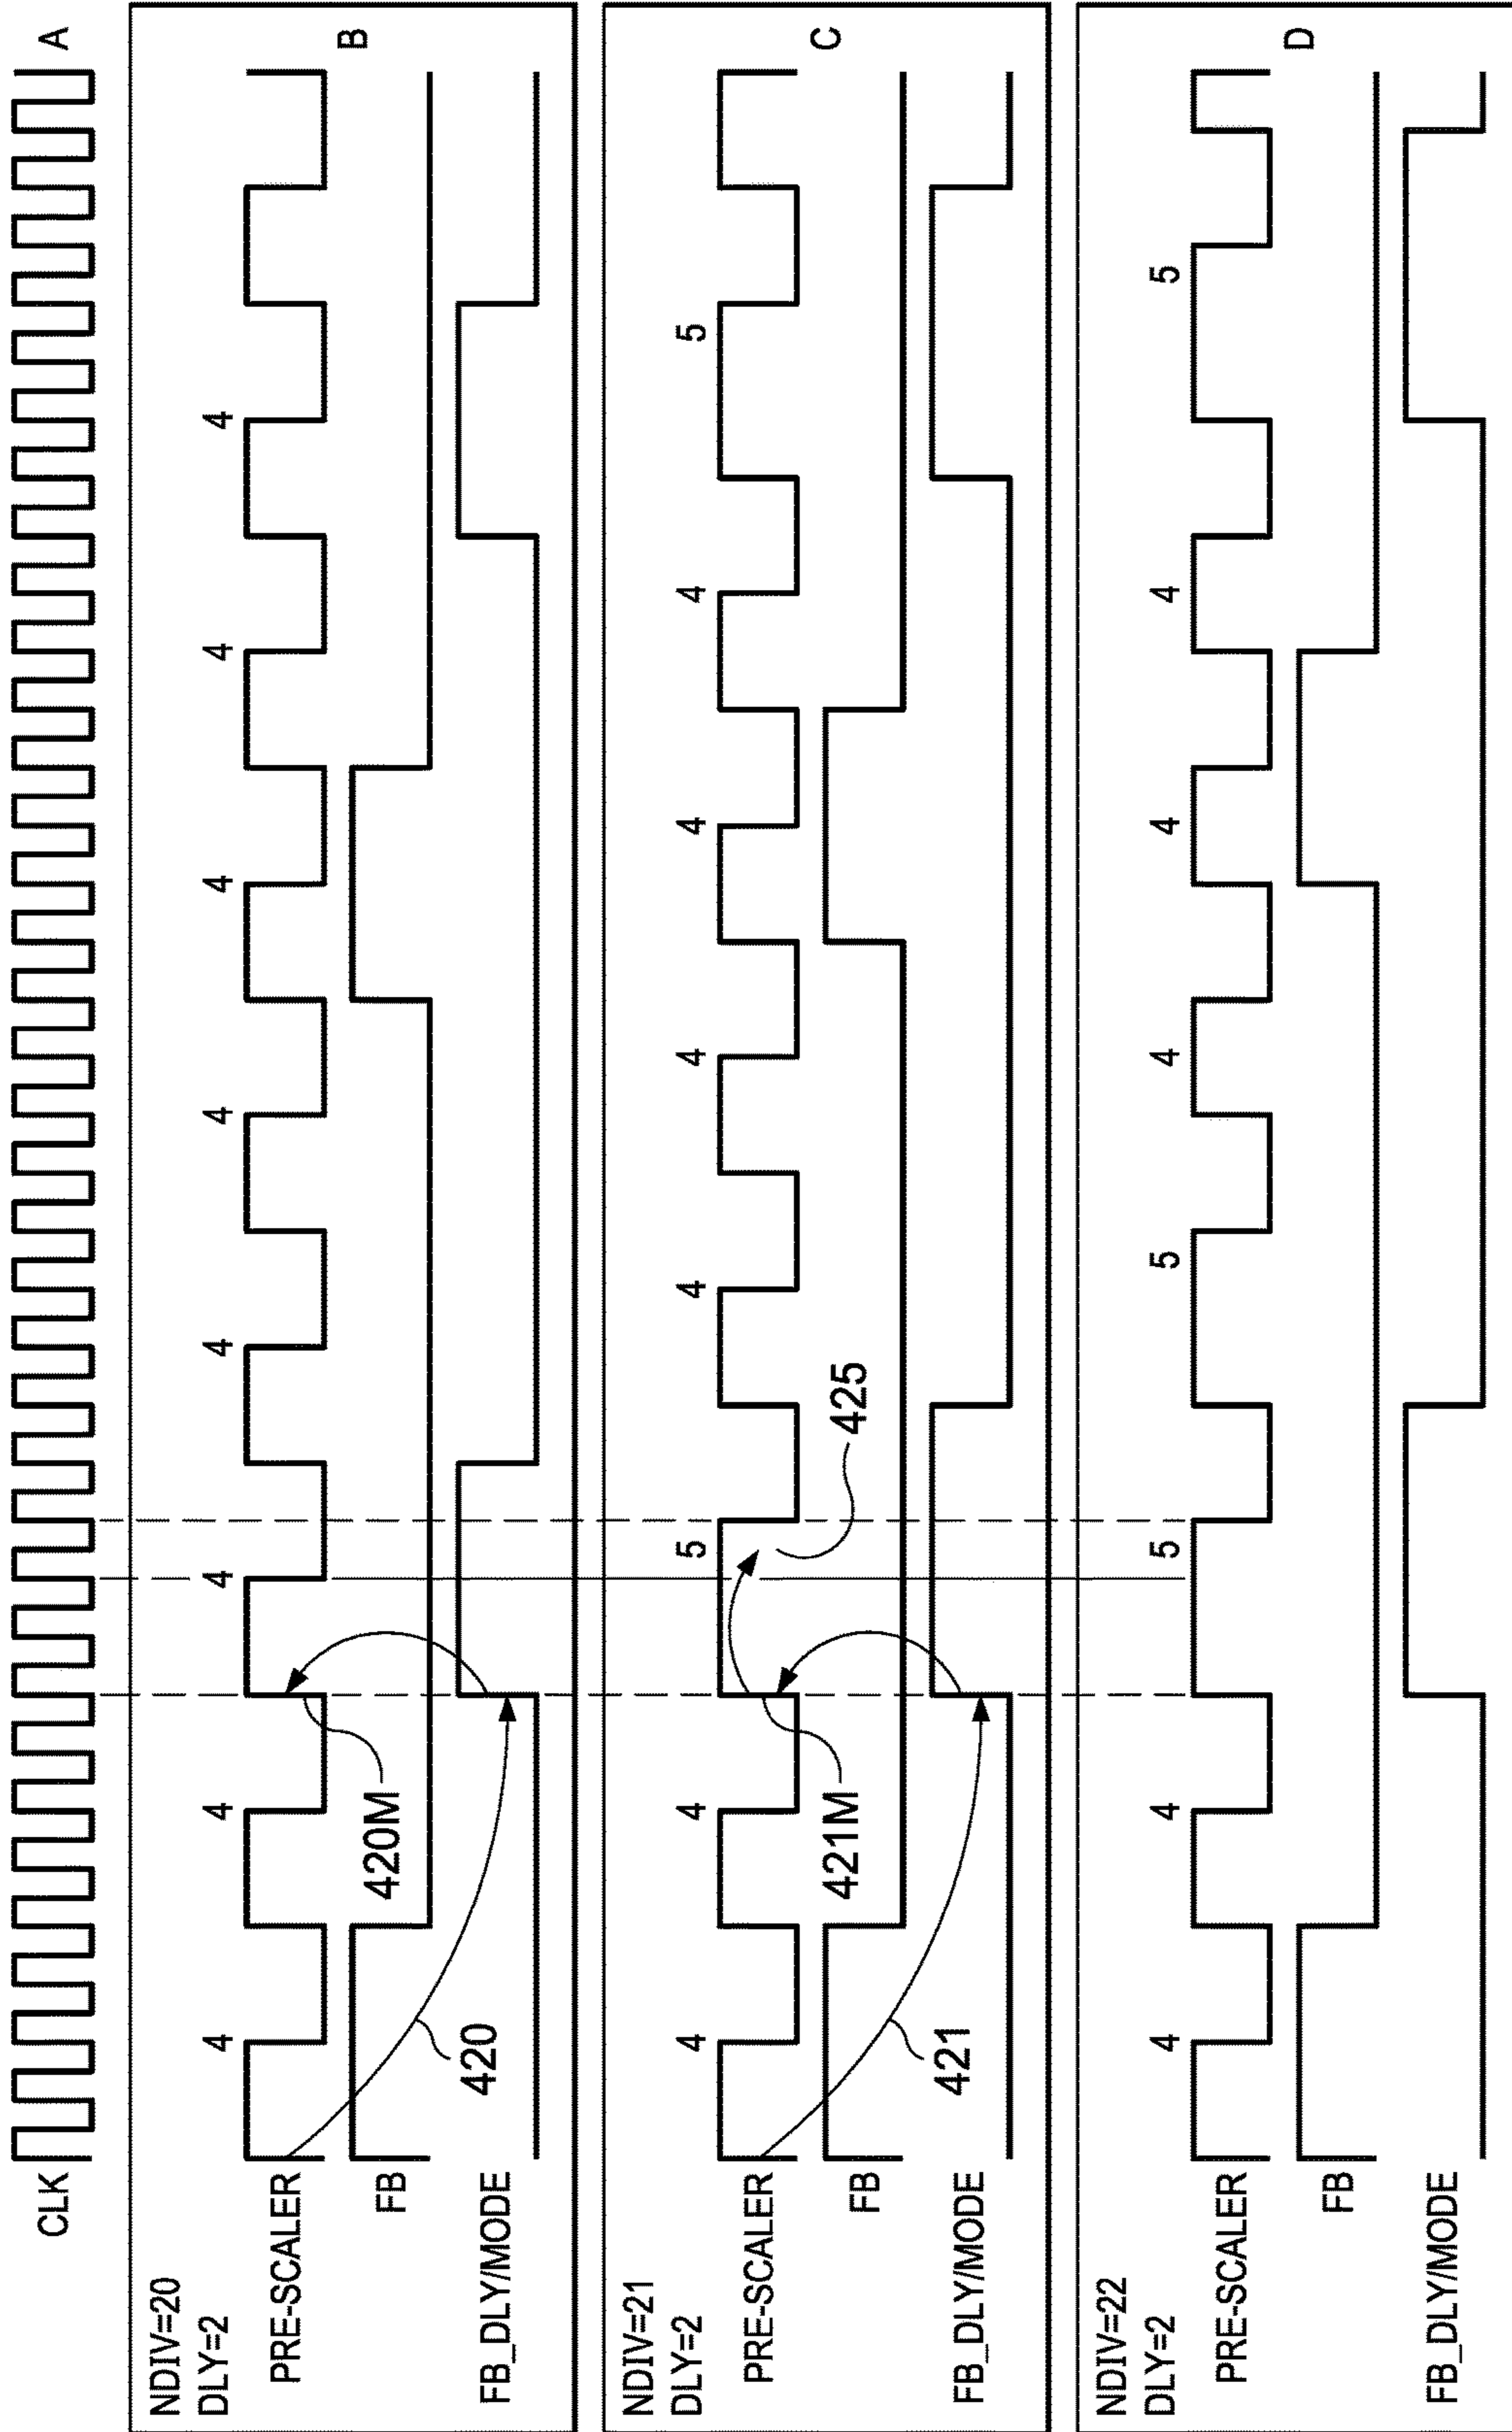 CLK A
NDIV=20
DLY=2 4 4 4 4 4 4 4 4
PRE-SCALER
B
420M
FB
420
FB_DLY/MODE
NDIV=21
DLY=2 4 4 5 4 4 4 4 5
PRE-SCALER
C
421M 425
FB
421
FB_DLY/MODE
NDIV=22
DLY=2 4 4 5 5 4 4 4 5
PRE-SCALER
D
FB
FB_DLY/MODE